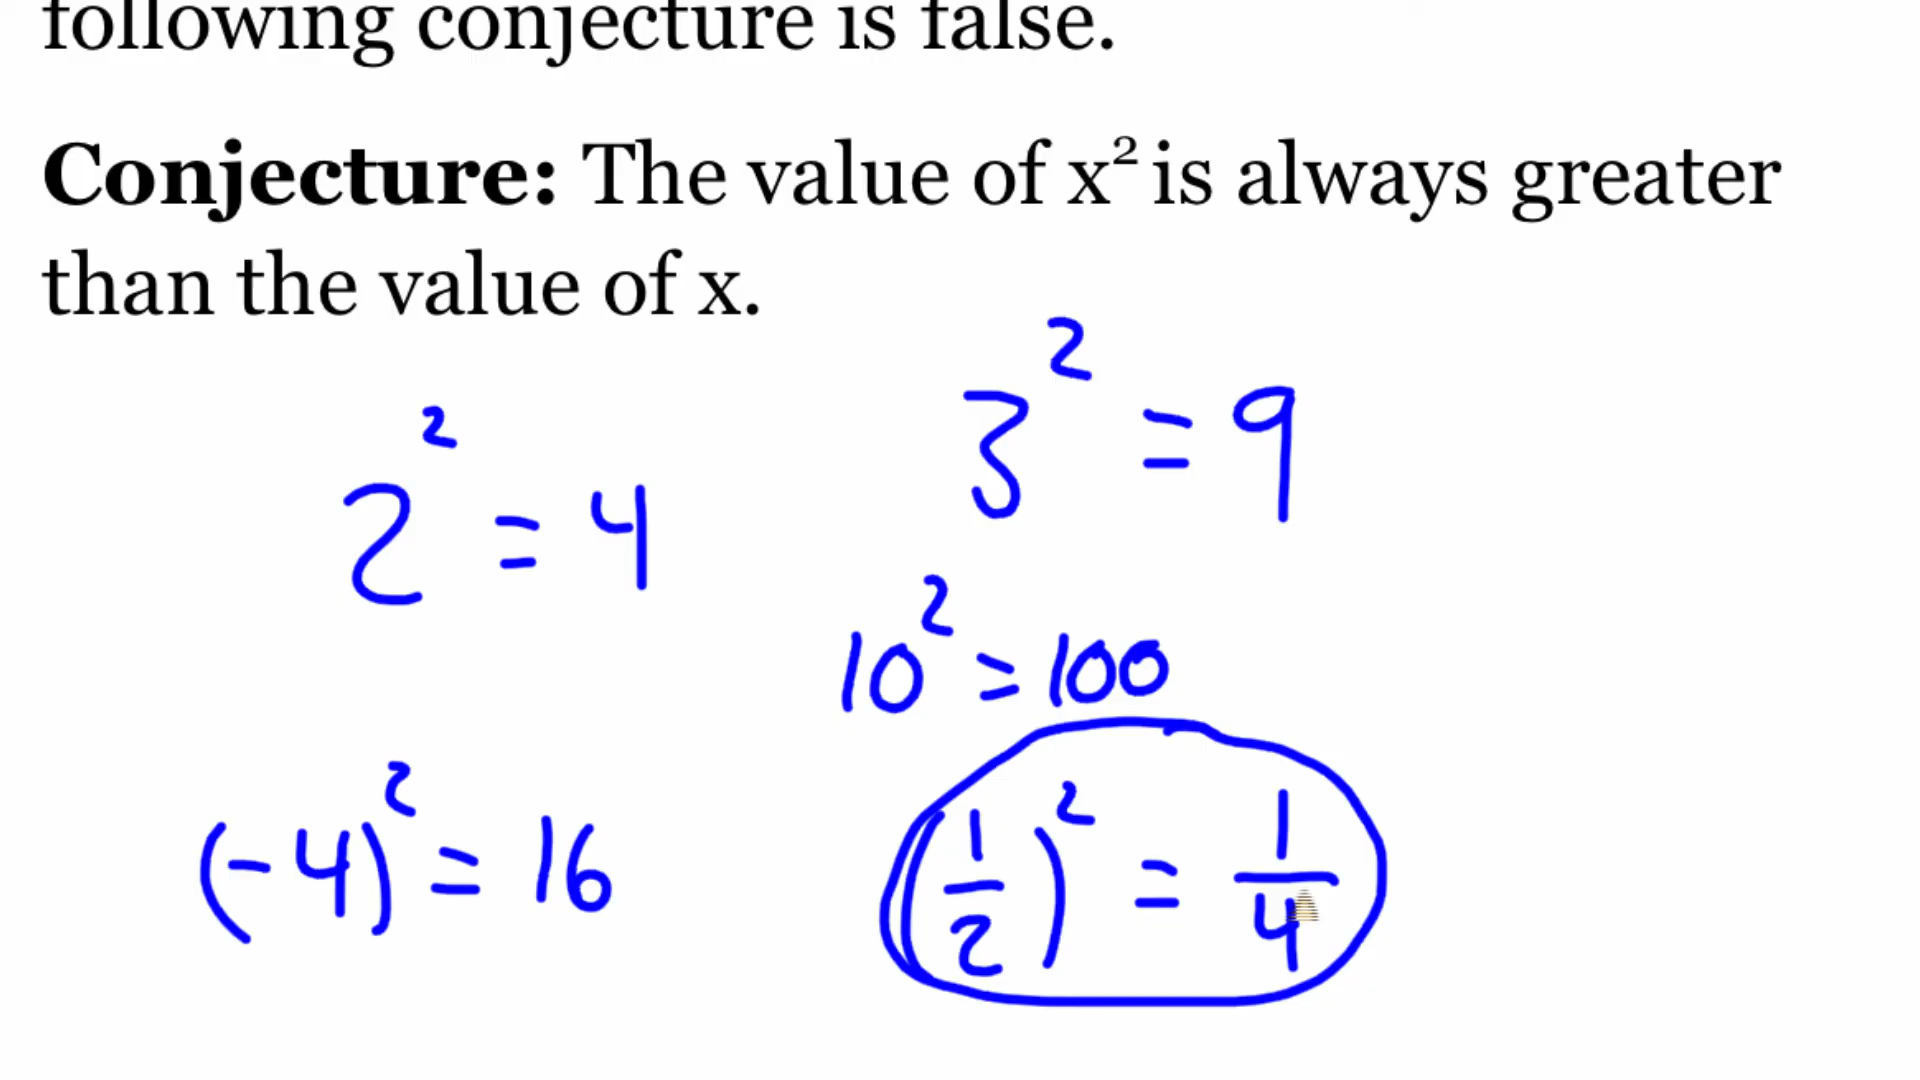 following conjecture is false.
Conjecture: The value of x² is always greater
than the value of x.
3² = 9
2² = 4
10² = 100
(-4)² = 16
(1/2)² = 1/4